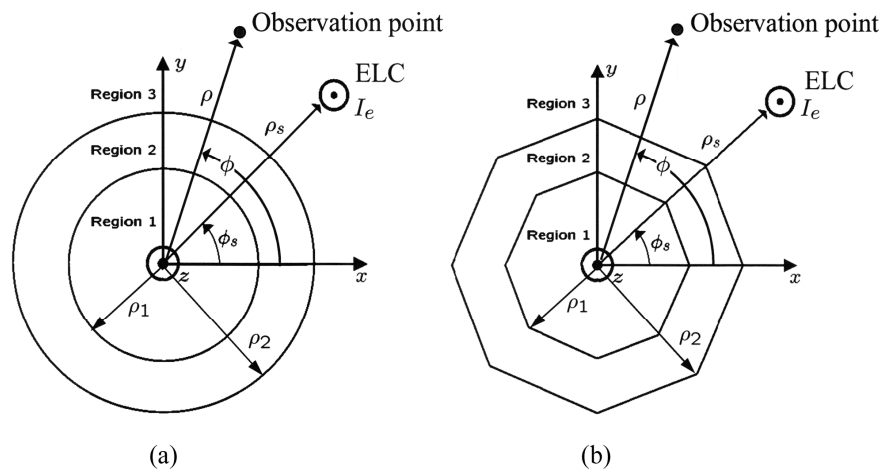 Observation point
y
ELC
I_e
Region 3
ρ
ρ_s
Region 2
ϕ
Region 1
ϕ_s
z
x
ρ_1
ρ_2
(a)
Observation point
y
ELC
I_e
Region 3
ρ
ρ_s
Region 2
ϕ
Region 1
ϕ_s
z
x
ρ_1
ρ_2
(b)